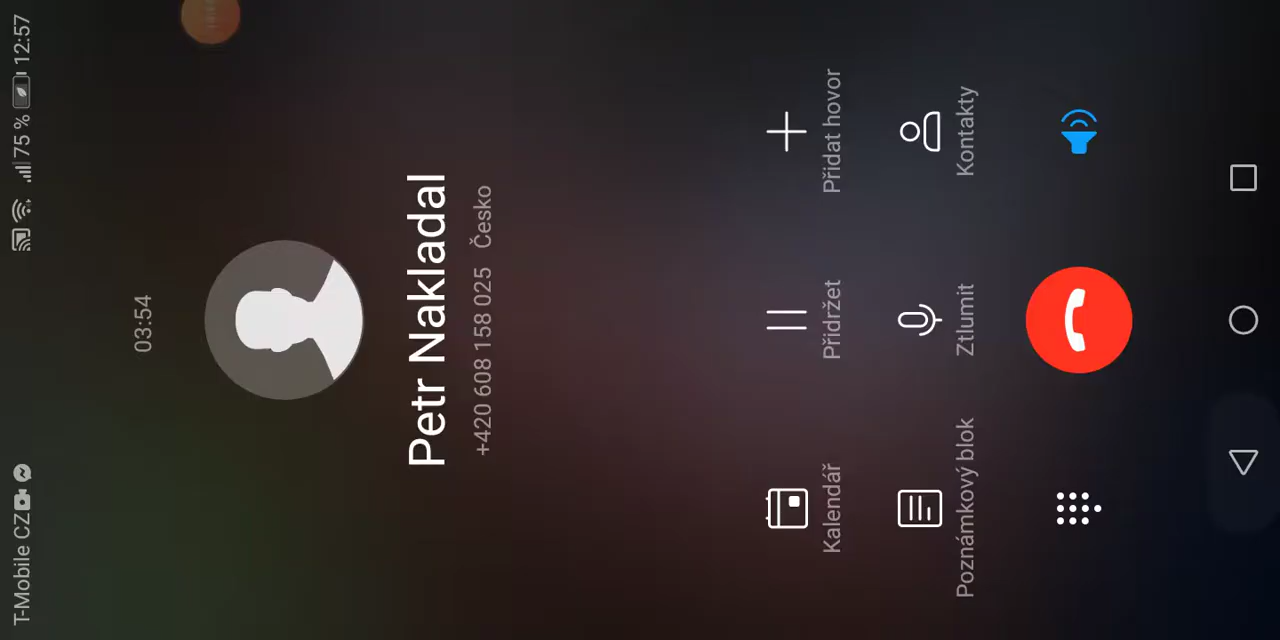 T-Mobile CZ 75 % 12:57
03:54
Petr Nakladal
+420 608 158 025 Česko
Kalendář Přidržet Přidat hovor
Poznámkový blok Ztlumit Kontakty